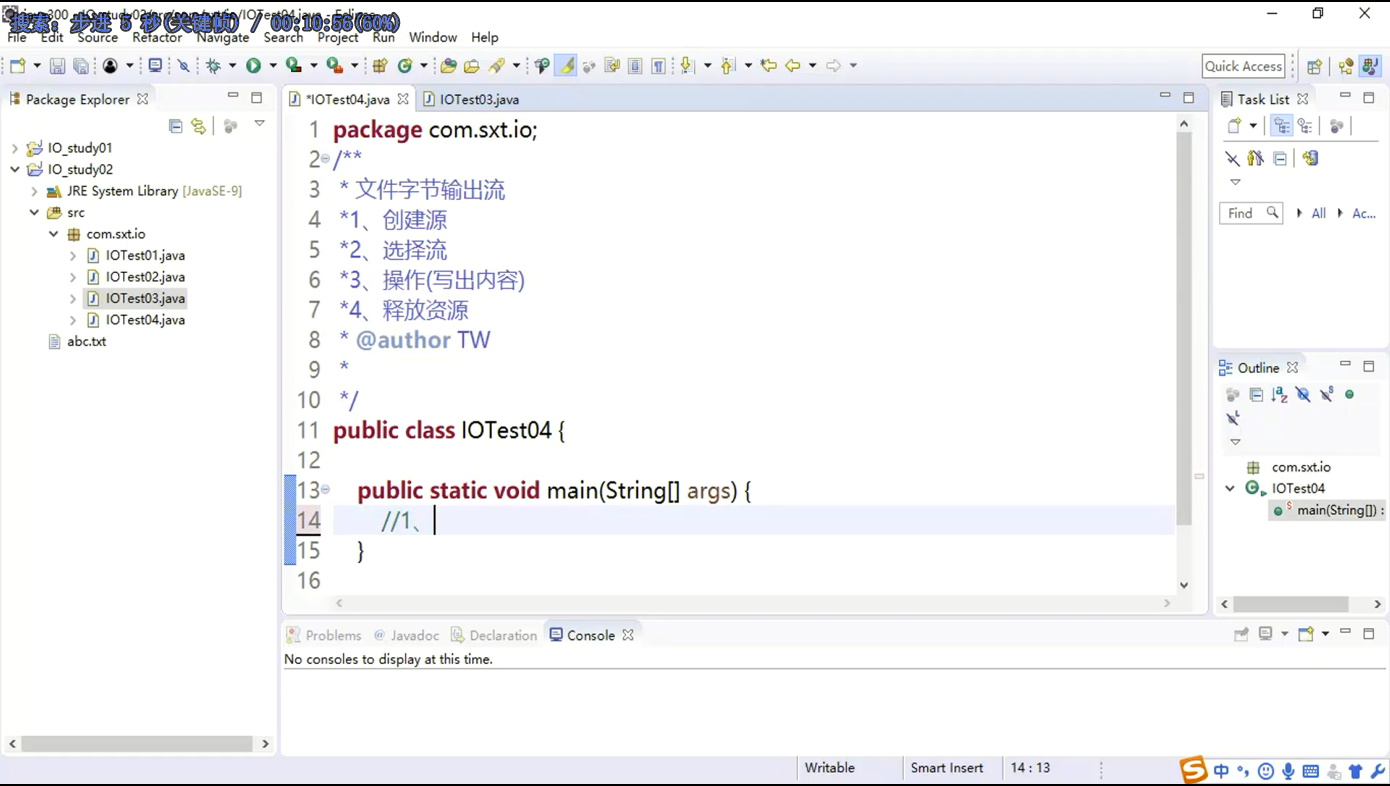 搜索: 步进 5 秒(关键帧) / 00:10:56(60%)
File Edit Source Refactor Navigate Search Project Run Window Help
Quick Access
Package Explorer
*IOTest04.java
IOTest03.java
Task List
IO_study01
IO_study02
JRE System Library [JavaSE-9]
src
com.sxt.io
IOTest01.java
IOTest02.java
IOTest03.java
IOTest04.java
abc.txt
1 package com.sxt.io;
2 /**
3 * 文件字节输出流
4 *1、创建源
5 *2、选择流
6 *3、操作(写出内容)
7 *4、释放资源
8 * @author TW
9 *
10 */
11 public class IOTest04 {
12
13 public static void main(String[] args) {
14 //1、
15 }
16
Find All Ac...
Outline
com.sxt.io
IOTest04
main(String[]) :
Problems @ Javadoc Declaration Console
No consoles to display at this time.
Writable Smart Insert 14 : 13
中